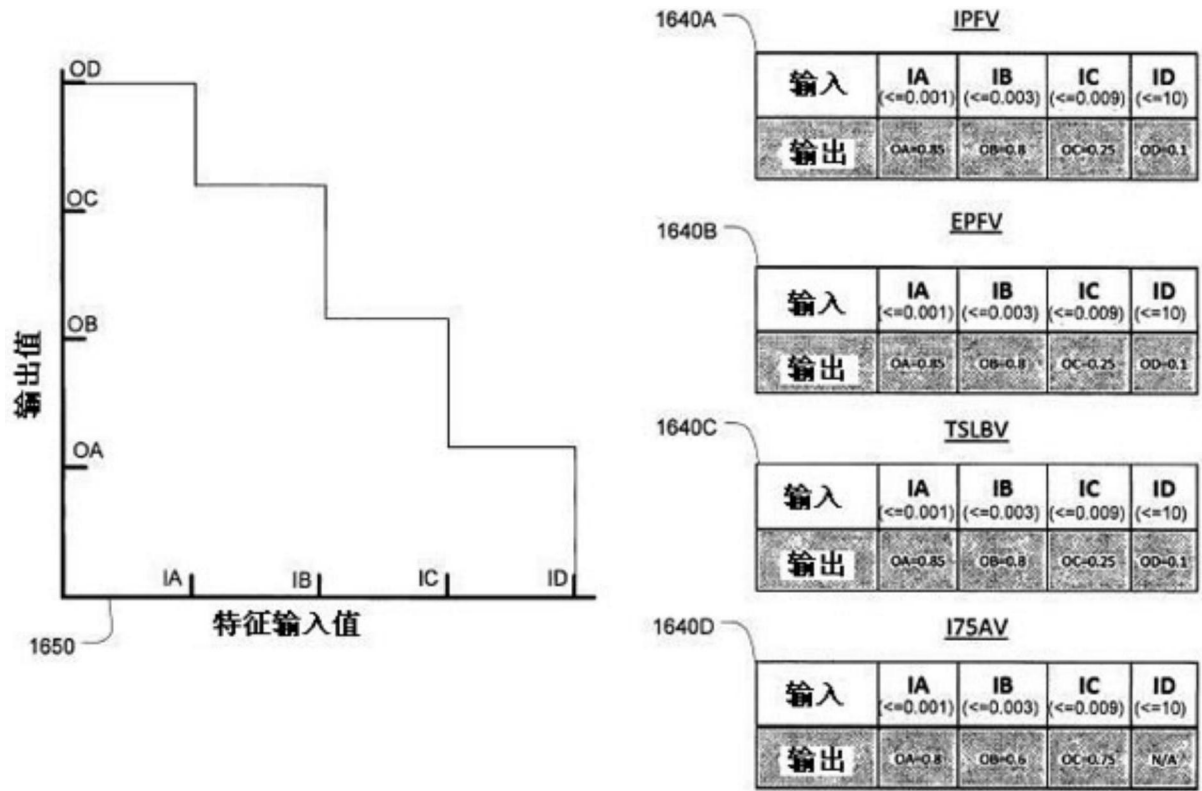 OD
OC
OB
OA
输出值
IA IB IC ID
特征输入值
1650
1640A
IPFV
输入 IA (<=0.001) IB (<=0.003) IC (<=0.009) ID (<=10)
输出 OA=0.85 OB=0.8 OC=0.25 OD=0.1
1640B
EPFV
输入 IA (<=0.001) IB (<=0.003) IC (<=0.009) ID (<=10)
输出 OA=0.85 OB=0.8 OC=0.25 OD=0.1
1640C
TSLBV
输入 IA (<=0.001) IB (<=0.003) IC (<=0.009) ID (<=10)
输出 OA=0.85 OB=0.8 OC=0.25 OD=0.1
1640D
I75AV
输入 IA (<=0.001) IB (<=0.003) IC (<=0.009) ID (<=10)
输出 OA=0.8 OB=0.6 OC=0.75 N/A